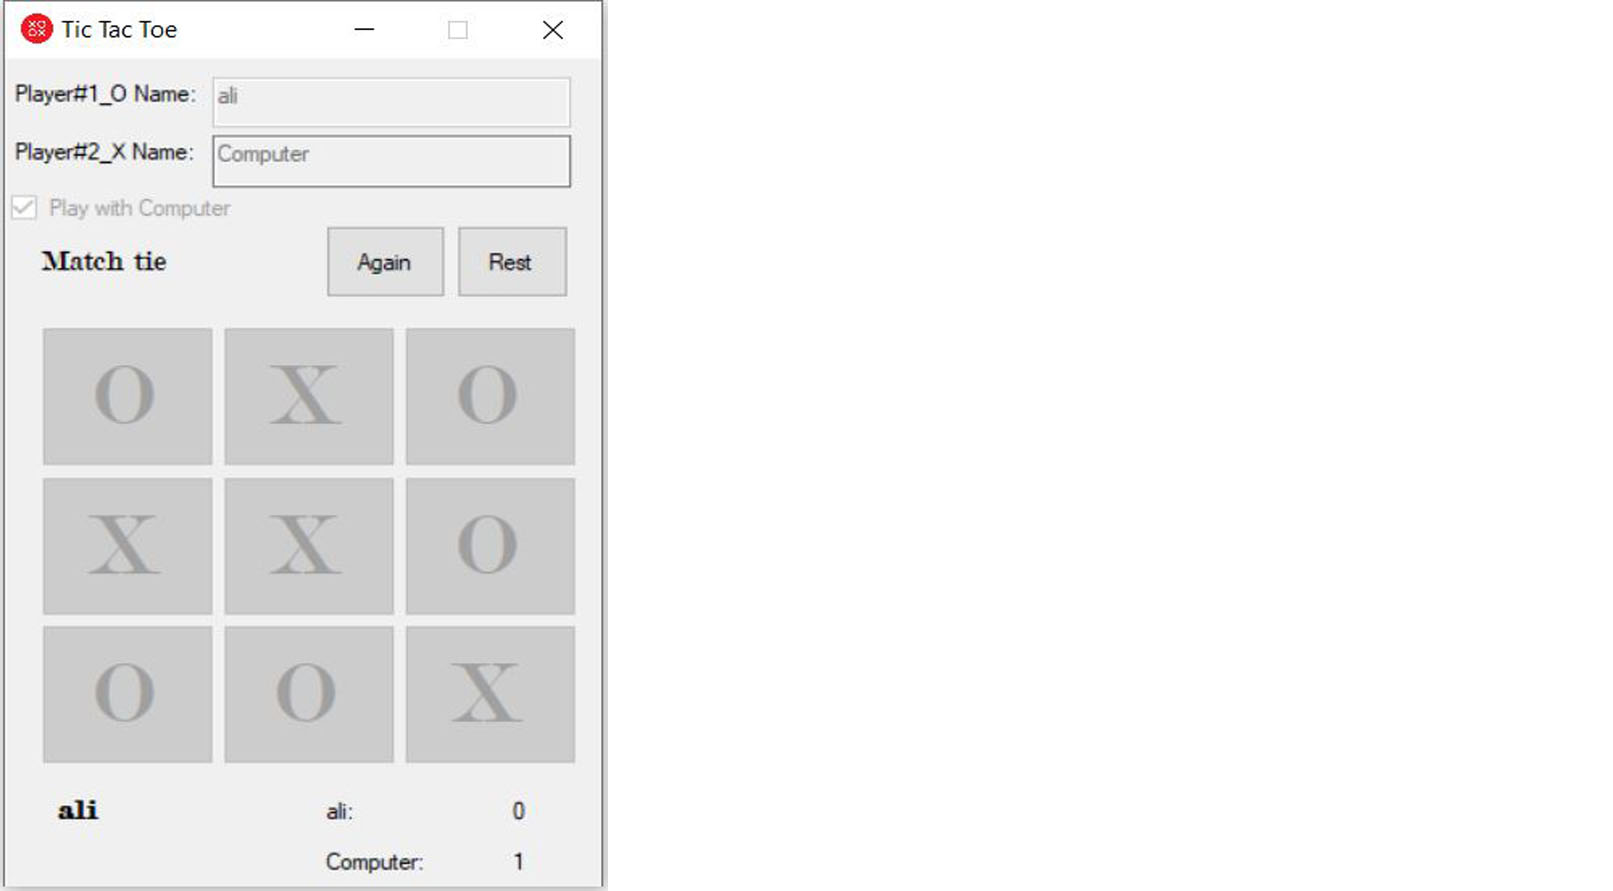 Tic Tac Toe
Player#1_O Name: ali
Player#2_X Name: Computer
Play with Computer
Match tie Again Rest
O X O
X X O
O O X
ali ali: 0
Computer: 1